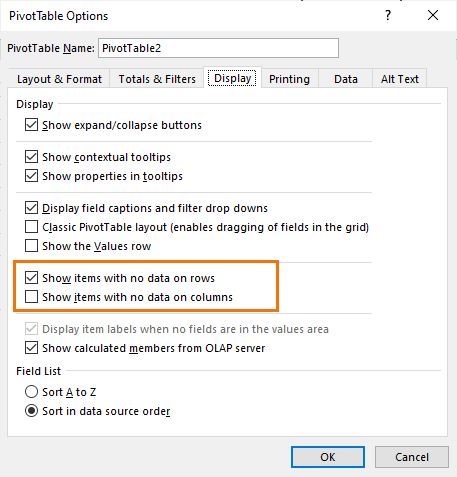 PivotTable Options
? ×
PivotTable Name: PivotTable2
Layout & Format Totals & Filters Display Printing Data Alt Text
Display
Show expand/collapse buttons
Show contextual tooltips
Show properties in tooltips
Display field captions and filter drop downs
Classic PivotTable layout (enables dragging of fields in the grid)
Show the Values row
Show items with no data on rows
Show items with no data on columns
Display item labels when no fields are in the values area
Show calculated members from OLAP server
Field List
Sort A to Z
Sort in data source order
OK Cancel